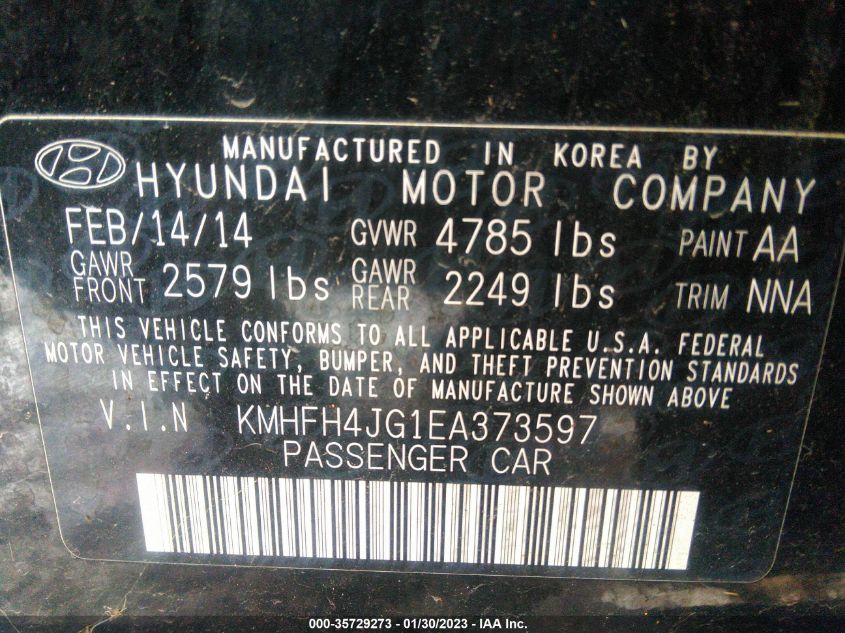 MANUFACTURED IN KOREA BY
HYUNDAI MOTOR COMPANY
FEB/14/14 GVWR 4785 lbs PAINT AA
GAWR FRONT 2579 lbs GAWR REAR 2249 lbs TRIM NNA
THIS VEHICLE CONFORMS TO ALL APPLICABLE U.S.A. FEDERAL
MOTOR VEHICLE SAFETY, BUMPER, AND THEFT PREVENTION STANDARDS
IN EFFECT ON THE DATE OF MANUFACTURE SHOWN ABOVE
V.I.N KMHFH4JG1EA373597
PASSENGER CAR
000-35729273 - 01/30/2023 - IAA Inc.